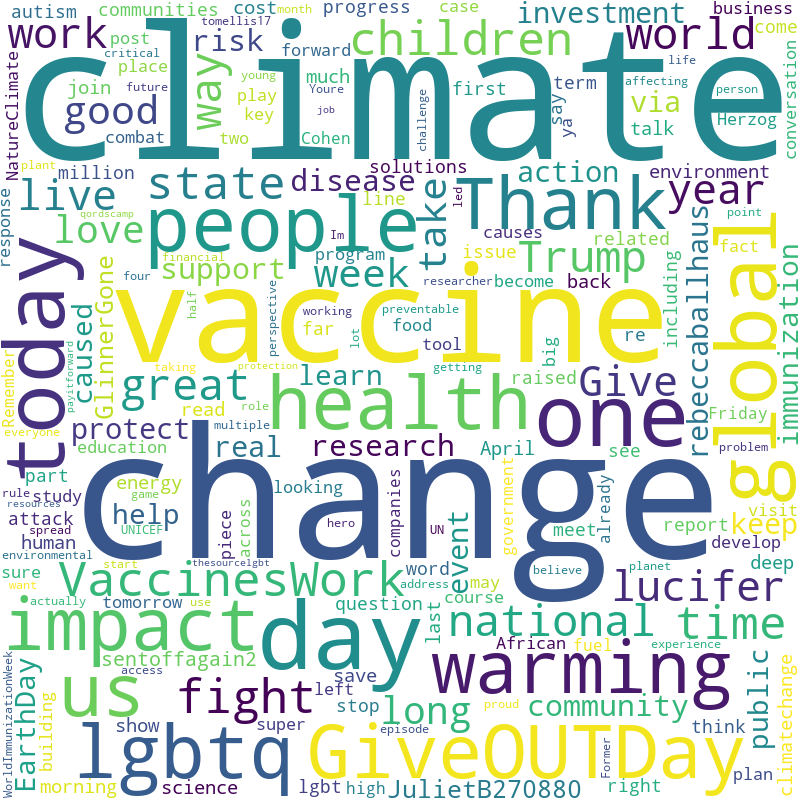 autism
communities
cost
progress
investment
business
tomellis17
month
case
work
post
risk
forward
children
world
come
critical
climate
NatureClimate
join
place
way
young
Youre
much
first
term
say
affecting
life
person
conversation
good
future
play
key
job
challenge
ya
via
talk
Herzog
combat
two
Cohen
plant
million
solutions
action
environment
response
live
state
disease
take
led
Thank
year
love
qordscamp
people
line
Im
causes
related
point
today
financial
program
researcher
become
Trump
back
including
rebeccaballhaus
global
fact
immunization
support
week
issue
four
half
perspective
working
preventable
caused
GlinnerGone
vaccine
far
lot
food
tool
re
big
Remember
payitforward
taking
protection
getting
great
learn
raised
Give
everyone
read
role
health
one
Friday
protect
multiple
education
real
research
April
see
problem
part
change
rule
study
energy
looking
companies
government
already
visit
resources
game
across
help
attack
spread
UNICEF
piece
hero
UN
event
meet
report
keep
human
develop
environmental
start
thesourcelgbt
word
believe
planet
deep
sure
want
VaccinesWork
address
may
lucifer
actually
tomorrow
use
question
last
course
impact
day
national
time
African
fuel
experience
sentoffagain2
EarthDay
access
save
warming
public
us
fight
left
long
community
WorldImmunizationWeek
building
show
super
stop
episode
proud
Former
think
climatechange
lgbtq
GiveOUTDay
plan
morning
science
lgbt
high
JulietB270880
right